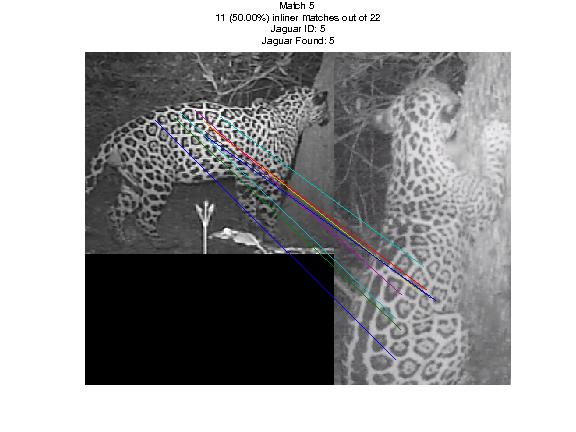 Match 5
11 (50.00%) inliner matches out of 22
Jaguar ID: 5
Jaguar Found: 5